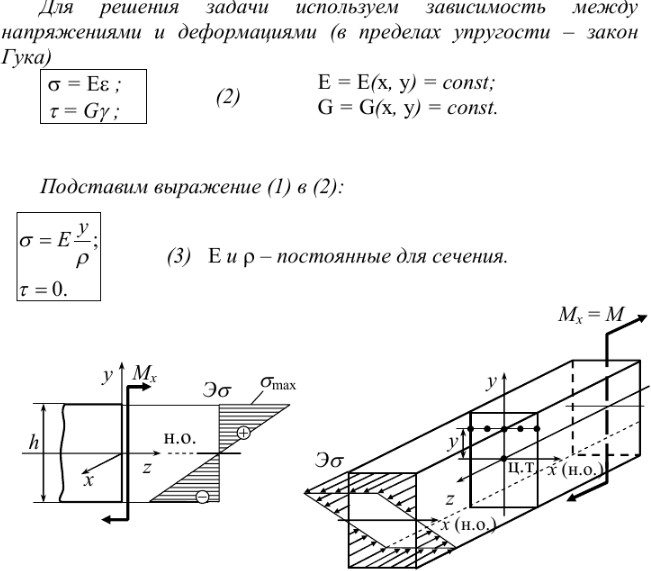 Для решения задачи используем зависимость между
напряжениями и деформациями (в пределах упругости – закон
Гука)
σ = Eε ;
τ = Gγ ;
(2)
E = E(x, y) = const;
G = G(x, y) = const.
Подставим выражение (1) в (2):
σ = E y/ρ;
τ = 0.
(3) E и ρ – постоянные для сечения.
Mx = M
y Mx
Эσ
σmax
h
н.о.
z
x
y
y
ц.т.
x (н.о.)
z
Эσ
x (н.о.)